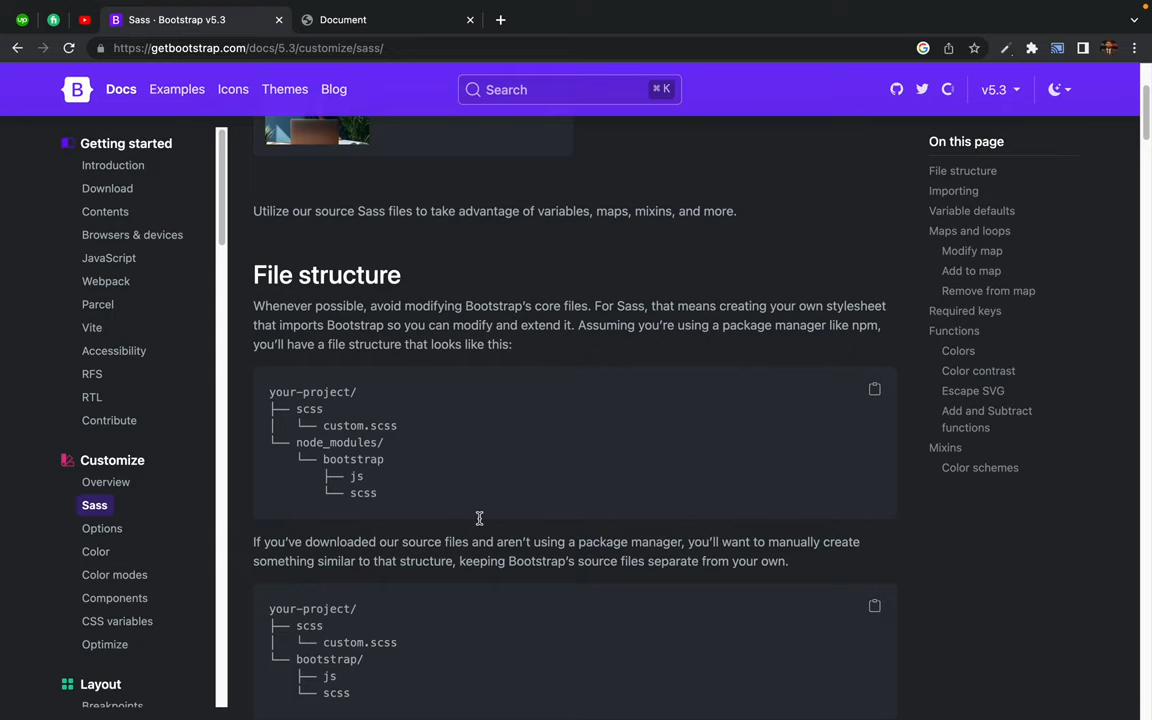 up
Sass · Bootstrap v5.3
Document
https://getbootstrap.com/docs/5.3/customize/sass/
B Docs Examples Icons Themes Blog
Search
⌘ K
v5.3
Getting started
Introduction
Download
Contents
Browsers & devices
JavaScript
Webpack
Parcel
Vite
Accessibility
RFS
RTL
Contribute
Customize
Overview
Sass
Options
Color
Color modes
Components
CSS variables
Optimize
Layout
Breakpoints
Utilize our source Sass files to take advantage of variables, maps, mixins, and more.
File structure
Whenever possible, avoid modifying Bootstrap’s core files. For Sass, that means creating your own stylesheet
that imports Bootstrap so you can modify and extend it. Assuming you’re using a package manager like npm,
you’ll have a file structure that looks like this:
your-project/
├── scss
│   └── custom.scss
└── node_modules/
    └── bootstrap
        ├── js
        └── scss
If you’ve downloaded our source files and aren’t using a package manager, you’ll want to manually create
something similar to that structure, keeping Bootstrap’s source files separate from your own.
your-project/
├── scss
│   └── custom.scss
└── bootstrap/
    ├── js
    └── scss
On this page
File structure
Importing
Variable defaults
Maps and loops
Modify map
Add to map
Remove from map
Required keys
Functions
Colors
Color contrast
Escape SVG
Add and Subtract
functions
Mixins
Color schemes